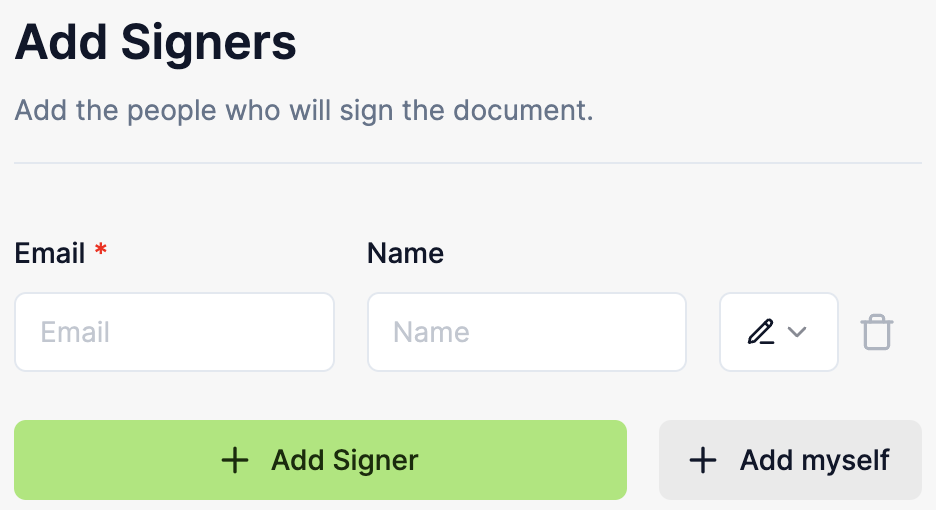 Add Signers
Add the people who will sign the document.
Email * Name
Email Name
Add Signer Add myself